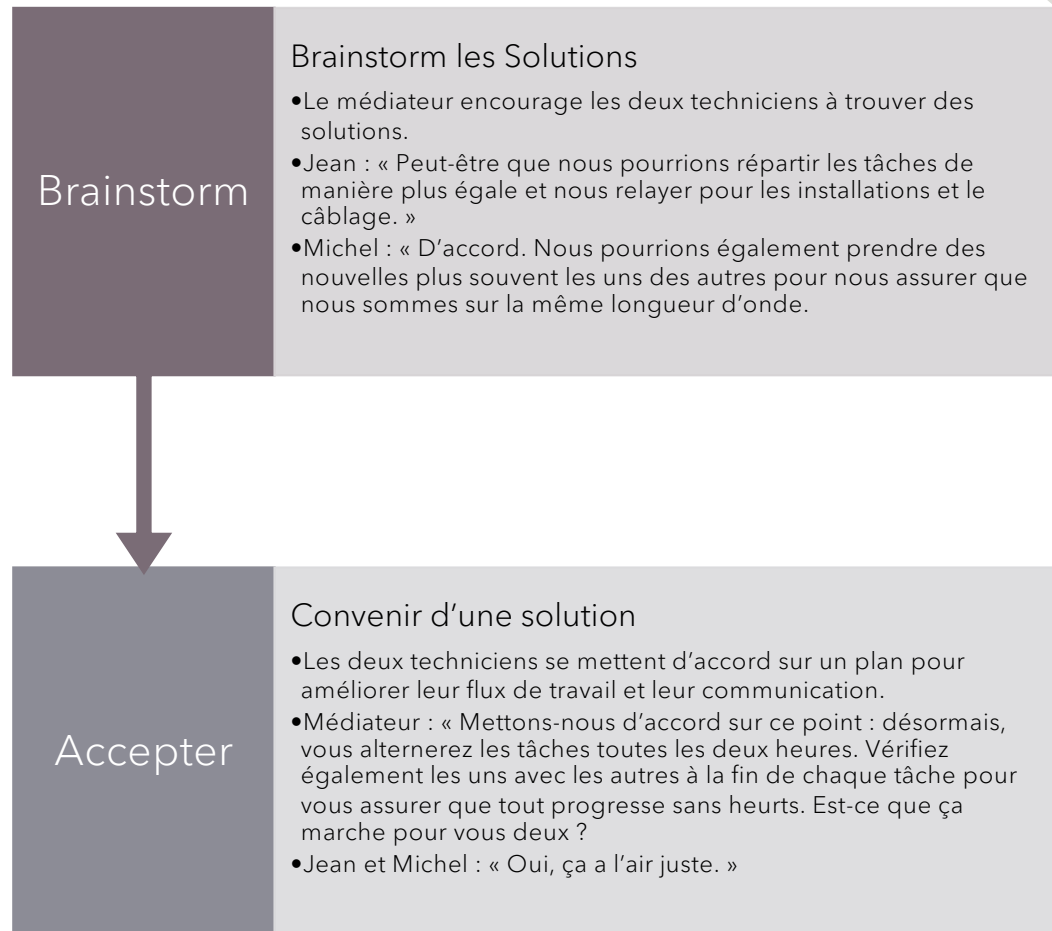 Brainstorm
Brainstorm les Solutions
•Le médiateur encourage les deux techniciens à trouver des
solutions.
•Jean : « Peut-être que nous pourrions répartir les tâches de
manière plus égale et nous relayer pour les installations et le
câblage. »
•Michel : « D’accord. Nous pourrions également prendre des
nouvelles plus souvent les uns des autres pour nous assurer que
nous sommes sur la même longueur d’onde.
Accepter
Convenir d’une solution
•Les deux techniciens se mettent d’accord sur un plan pour
améliorer leur flux de travail et leur communication.
•Médiateur : « Mettons-nous d’accord sur ce point : désormais,
vous alternerez les tâches toutes les deux heures. Vérifiez
également les uns avec les autres à la fin de chaque tâche pour
vous assurer que tout progresse sans heurts. Est-ce que ça
marche pour vous deux ?
•Jean et Michel : « Oui, ça a l’air juste. »